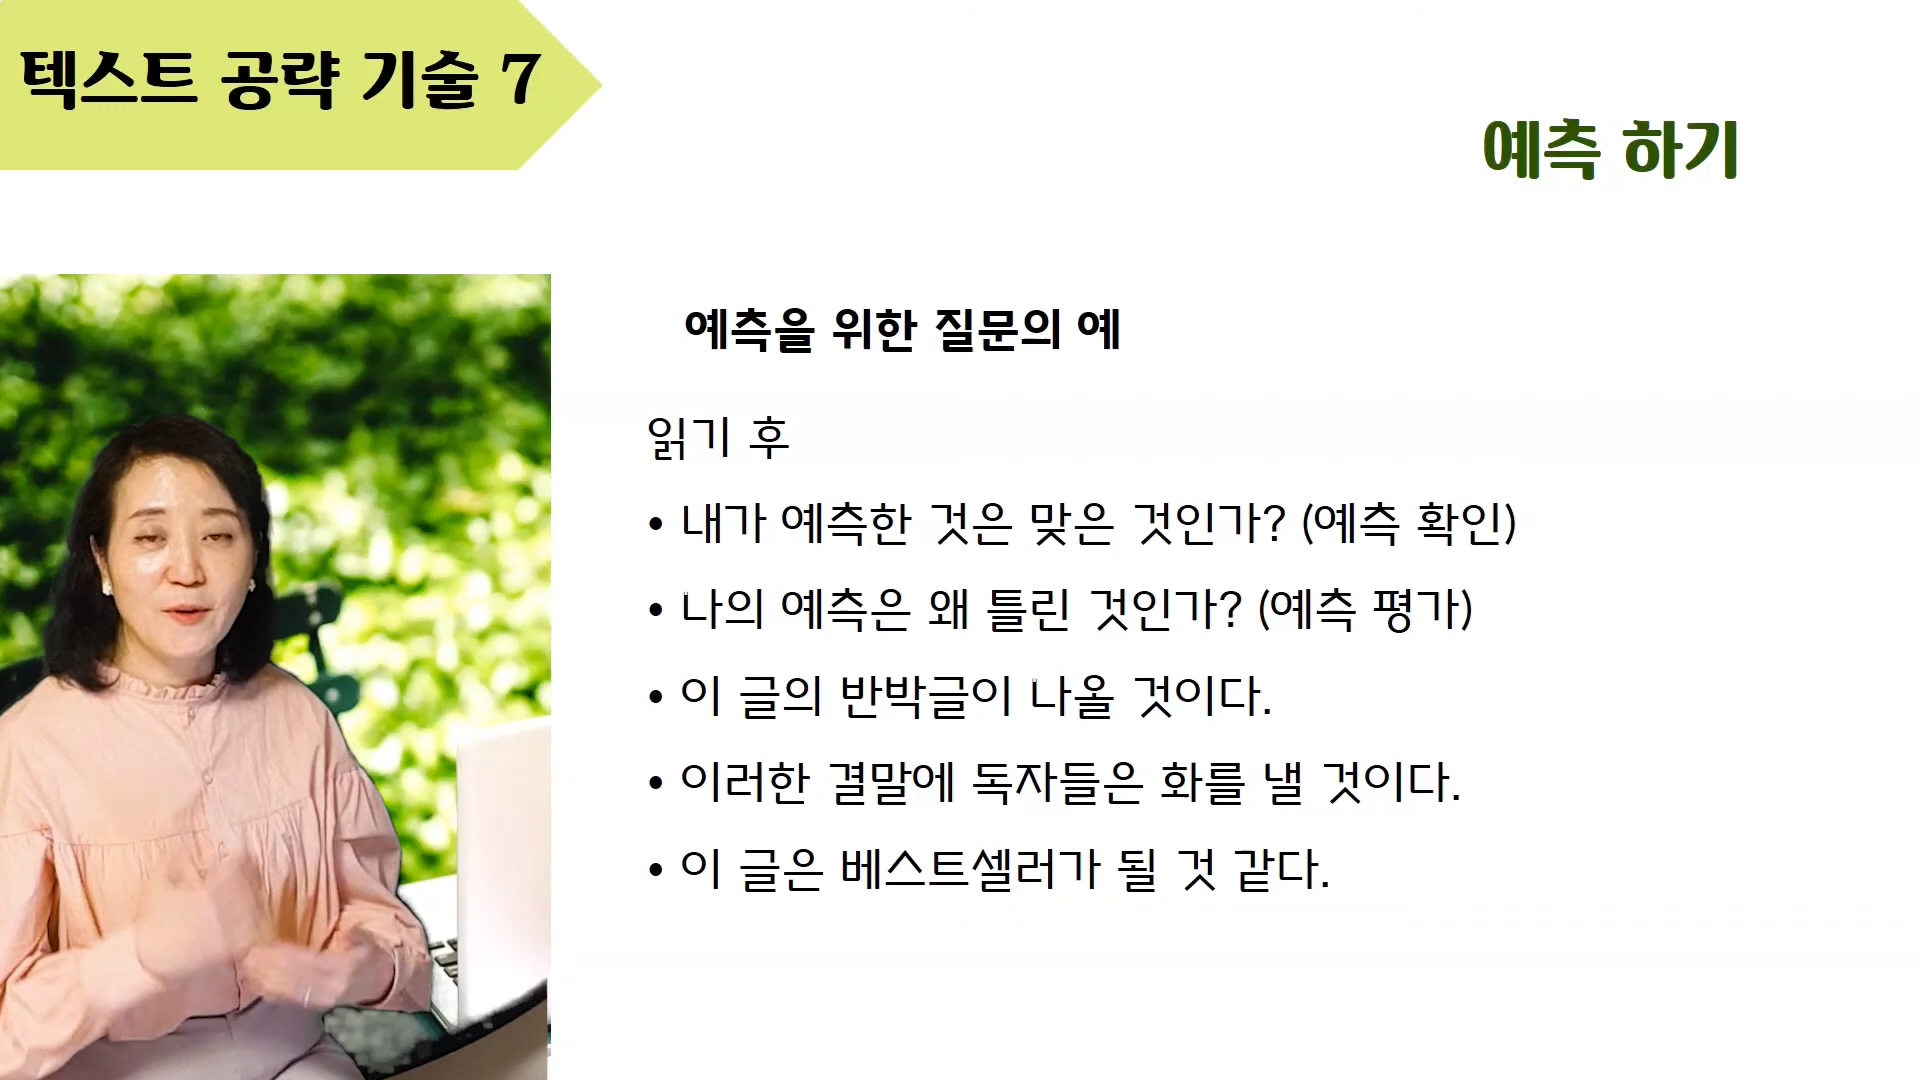 텍스트 공략 기술 7
예측 하기
예측을 위한 질문의 예
읽기 후
• 내가 예측한 것은 맞은 것인가? (예측 확인)
• 나의 예측은 왜 틀린 것인가? (예측 평가)
• 이 글의 반박글이 나올 것이다.
• 이러한 결말에 독자들은 화를 낼 것이다.
• 이 글은 베스트셀러가 될 것 같다.